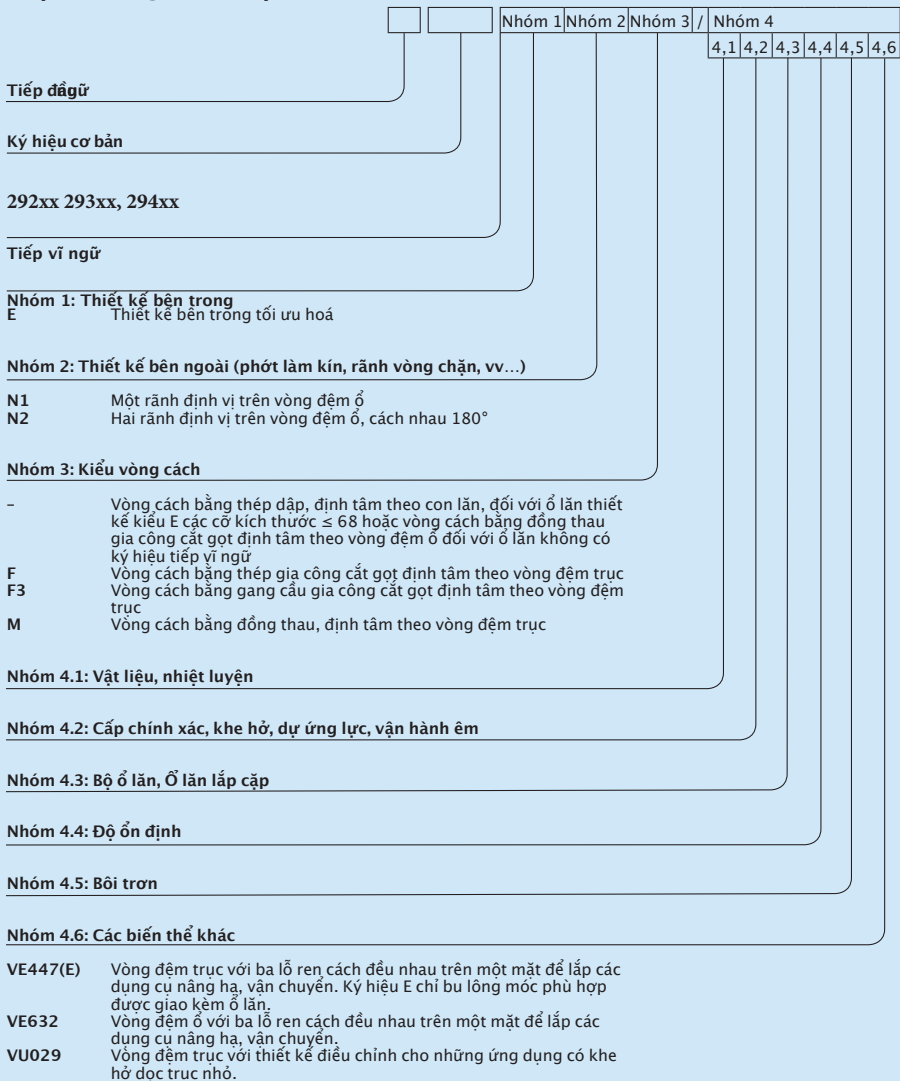 Nhóm 1 Nhóm 2 Nhóm 3 / Nhóm 4
4,1 4,2 4,3 4,4 4,5 4,6
Tiếp
Ký hiệu cơ bản
292xx 293xx, 294xx
Tiếp vĩ ngữ
Nhóm 1: Thiết kế bên trong
E Thiết kế bên trong tối ưu hoá
Nhóm 2: Thiết kế bên ngoài (phớt làm kín, rãnh vòng chặn, vv...)
N1 Một rãnh định vị trên vòng đệm ổ
N2 Hai rãnh định vị trên vòng đệm ổ, cách nhau 180°
Nhóm 3: Kiểu vòng cách
– Vòng cách bằng thép dập, định tâm theo con lăn, đối với ổ lăn thiết
kế kiểu E các cỡ kích thước ≤ 68 hoặc vòng cách bằng đồng thau
gia công cắt gọt định tâm theo vòng đệm ổ đối với ổ lăn không có
ký hiệu tiếp vĩ ngữ
F Vòng cách bằng thép gia công cắt gọt định tâm theo vòng đệm trục
F3 Vòng cách bằng gang cầu gia công cắt gọt định tâm theo vòng đệm
trục
M Vòng cách bằng đồng thau, định tâm theo vòng đệm trục
Nhóm 4.1: Vật liệu, nhiệt luyện
Nhóm 4.2: Cấp chính xác, khe hở, dự ứng lực, vận hành êm
Nhóm 4.3: Bộ ổ lăn, Ổ lăn lắp cặp
Nhóm 4.4: Độ ổn định
Nhóm 4.5: Bôi trơn
Nhóm 4.6: Các biến thể khác
VE447(E) Vòng đệm trục với ba lỗ ren cách đều nhau trên một mặt để lắp các
dụng cụ nâng hạ, vận chuyển. Ký hiệu E chỉ bu lông móc phù hợp
được giao kèm ổ lăn.
VE632 Vòng đệm ổ với ba lỗ ren cách đều nhau trên một mặt để lắp các
dụng cụ nâng hạ, vận chuyển.
VU029 Vòng đệm trục với thiết kế điều chỉnh cho những ứng dụng có khe
hở dọc trục nhỏ.